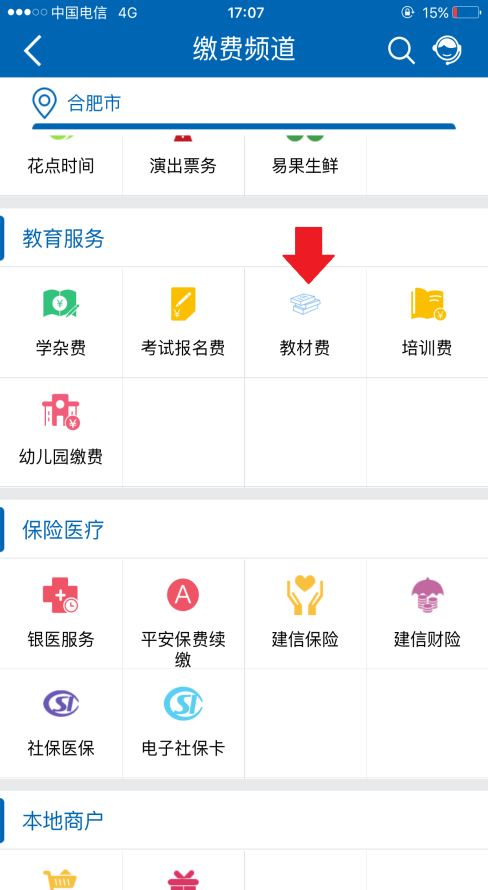 中国电信 4G 17:07 15%
缴费频道
合肥市
花点时间 演出票务 易果生鲜
教育服务
学杂费 考试报名费 教材费 培训费
幼儿园缴费
保险医疗
银医服务 平安保费续 建信保险 建信财险
缴
社保医保 电子社保卡
本地商户